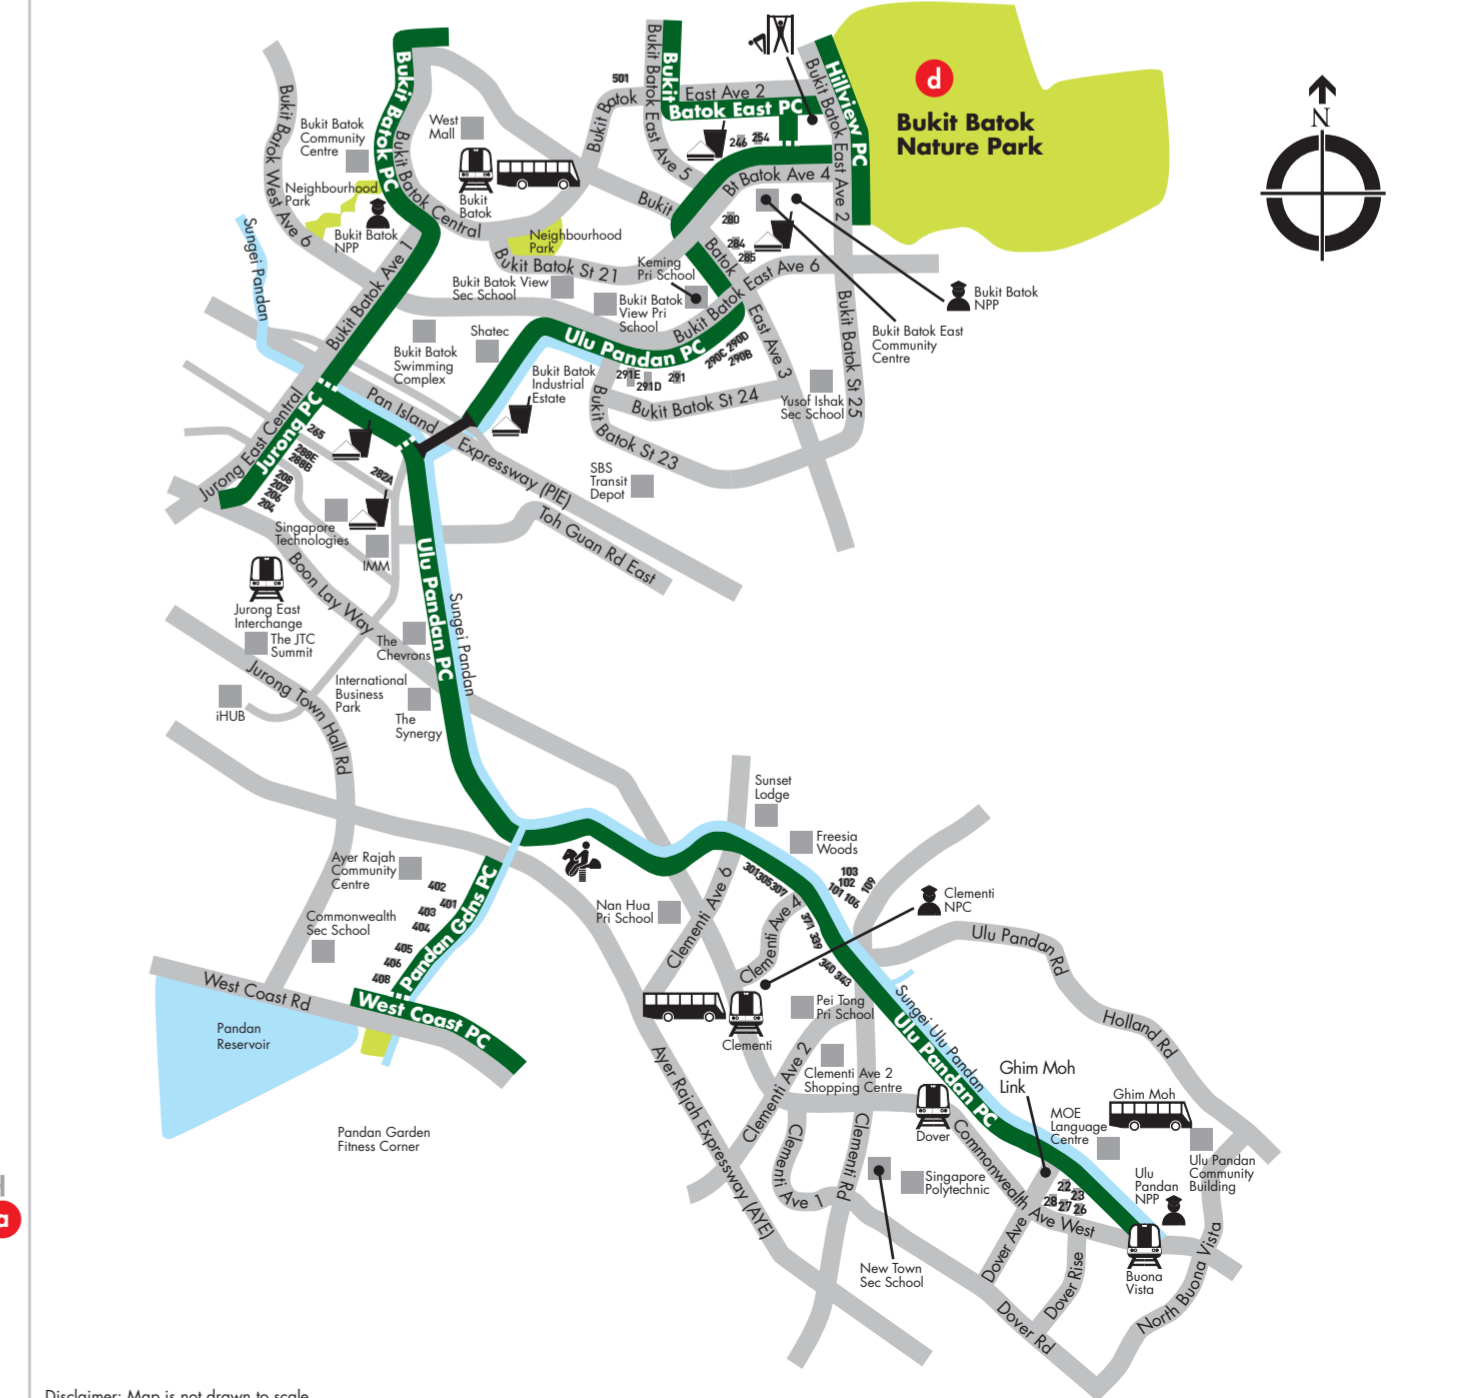 d
Bukit Batok
Nature Park
N
Bukit Batok PC
Bukit Batok West Ave 6
Bukit Batok
Community
Centre
West
Mall
Bukit Batok Central
Bukit
Batok
Neighbourhood
Park
Bukit Batok
NPP
Bukit Batok Ave 1
Sungei Pandan
501
Bukit Batok
East Ave 2
Bukit Batok East Ave 5
Bukit
Batok East PC
Hillview PC
Bukit Batok East Ave 2
246
254
Bt Batok Ave 4
Bukit
Batok
East Ave 3
280
284
285
Neighbourhood
Park
Bukit Batok St 21
Keming
Pri School
Bukit Batok East Ave 6
Bukit Batok View
Sec School
Bukit Batok
View Pri
School
Bukit Batok
NPP
Bukit Batok East
Community
Centre
Bukit Batok St 25
Shatec
Bukit Batok
Swimming
Complex
Ulu Pandan PC
290C
290D
290B
291E
291D
291
Bukit Batok
Industrial
Estate
Bukit Batok St 24
Yusof Ishak
Sec School
Bukit
Batok St 23
SBS
Transit
Depot
Pan Island
Expressway (PIE)
Toh Guan Rd East
Jurong East Central
Jurong PC
265
288E
288B
208
207
206
204
282A
Singapore
Technologies
IMM
Jurong East
Interchange
The JTC
Summit
Boon Lay Way
The
Chevrons
Ulu Pandan PC
Sungei Pandan
International
Business
Park
The
Synergy
iHUB
Jurong Town Hall Rd
Sunset
Lodge
Freesia
Woods
Ayer Rajah
Community
Centre
402
401
403
404
405
406
408
Commonwealth
Sec School
Pandan Gdns PC
West Coast Rd
West Coast PC
Pandan
Reservoir
Pandan Garden
Fitness Corner
Nan Hua
Pri School
Clementi Ave 6
301
305
307
Clementi Ave 4
103
102
101
106
109
371
339
340
343
Clementi
NPC
Ulu Pandan Rd
Holland Rd
Clementi
Pei Tong
Pri School
Sungei Ulu Pandan
Ulu Pandan PC
Clementi Ave 2
Clementi Ave 2
Shopping Centre
Ayer Rajah Expressway (AYE)
Dover
Ghim Moh
Link
Ghim Moh
MOE
Language
Centre
Ulu Pandan
Community
Building
Ulu
Pandan
NPP
Clementi
Ave 1
Clementi Rd
Singapore
Polytechnic
Commonwealth
Ave West
22
23
28
27
26
Dover Ave
Dover Rise
Buona
Vista
North Buona Vista
New Town
Sec School
Dover Rd
a
Disclaimer: Map is not drawn to scale